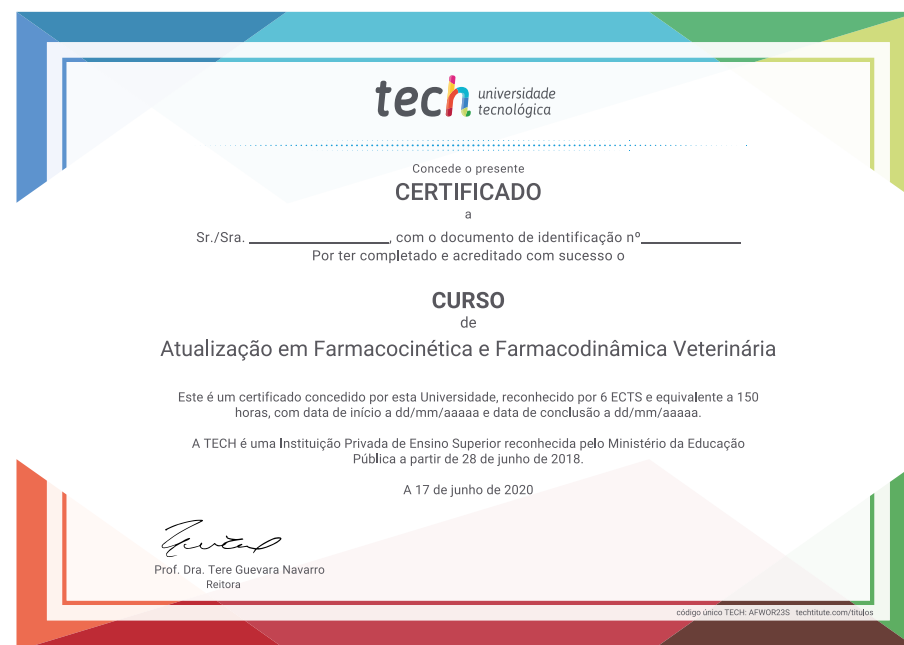 tech universidade
tecnológica
Concede o presente
CERTIFICADO
a
Sr./Sra. __________________, com o documento de identificação nº_____________
Por ter completado e acreditado com sucesso o
CURSO
de
Atualização em Farmacocinética e Farmacodinâmica Veterinária
Este é um certificado concedido por esta Universidade, reconhecido por 6 ECTS e equivalente a 150
horas, com data de início a dd/mm/aaaaa e data de conclusão a dd/mm/aaaaa.
A TECH é uma Instituição Privada de Ensino Superior reconhecida pelo Ministério da Educação
Pública a partir de 28 de junho de 2018.
A 17 de junho de 2020
Prof. Dra. Tere Guevara Navarro
Reitora
código único TECH: AFWOR23S techtitute.com/titulos